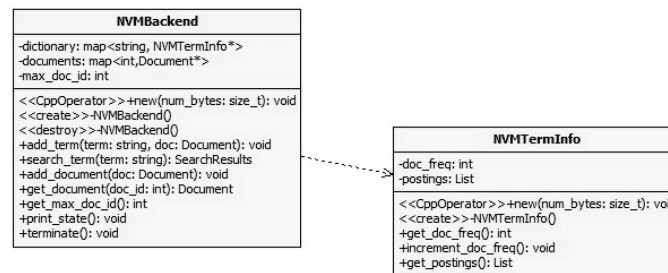 NVMBackend
-dictionary: map<string, NVMTermInfo*>
-documents: map<int,Document*>
-max_doc_id: int
<<CppOperator>>+new(num_bytes: size_t): void
<<create>>-NVMBackend()
<<destroy>>-NVMBackend()
+add_term(term: string, doc: Document): void
+search_term(term: string): SearchResults
+add_document(doc: Document): void
+get_document(doc_id: int): Document
+get_max_doc_id(): int
+print_state(): void
+terminate(): void
NVMTermInfo
-doc_freq: int
-postings: List
<<CppOperator>>+new(num_bytes: size_t): voi
<<create>>-NVMTermInfo()
+get_doc_freq(): int
+increment_doc_freq(): void
+get_postings(): List